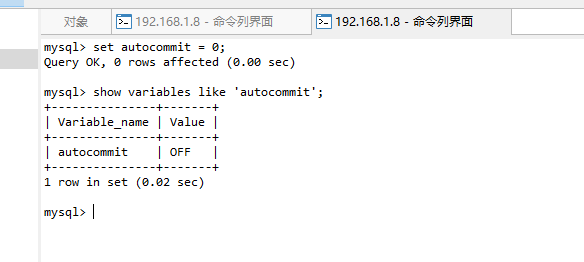 对象 192.168.1.8 - 命令列界面 192.168.1.8 - 命令列界面
mysql> set autocommit = 0;
Query OK, 0 rows affected (0.00 sec)
mysql> show variables like 'autocommit';
+---------------+-------+
| Variable_name | Value |
+---------------+-------+
| autocommit    | OFF   |
+---------------+-------+
1 row in set (0.02 sec)
mysql>